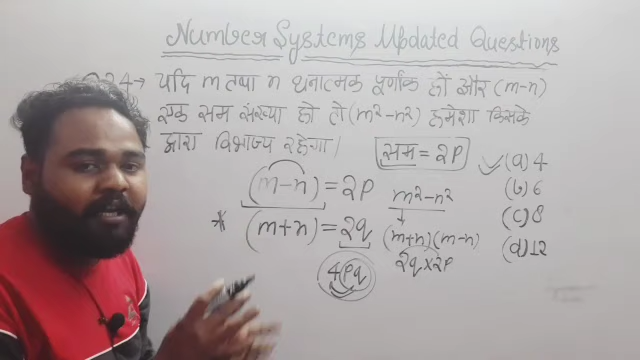 Number Systems Updated Questions
Q24→ यदि m तथा n धनात्मक पूर्णांक हों और (m-n)
एक सम संख्या हो तो (m²-n²) हमेशा किसके
द्वारा विभाज्य रहेगा।
सम = 2P
(a) 4
(b) 6
(c) 8
(d) 12
(m-n) = 2P
* (m+n) = 2q
4Pq
m²-n²
↓
(m+n)(m-n)
2q×2P